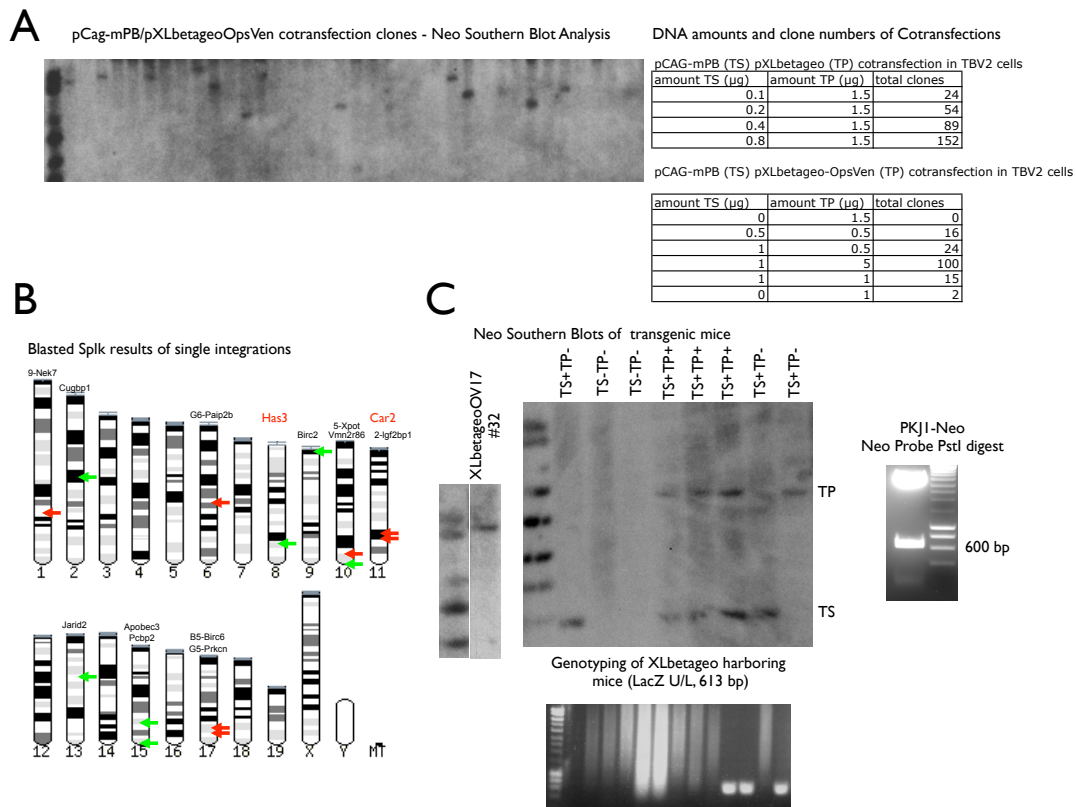 A
pCag-mPB/pXLbetageoOpsVen cotransfection clones - Neo Southern Blot Analysis
DNA amounts and clone numbers of Cotransfections
pCAG-mPB (TS) pXLbetageo (TP) cotransfection in TBV2 cells
amount TS (µg) amount TP (µg) total clones
0.1 1.5 24
0.2 1.5 54
0.4 1.5 89
0.8 1.5 152
pCAG-mPB (TS) pXLbetageo-OpsVen (TP) cotransfection in TBV2 cells
amount TS (µg) amount TP (µg) total clones
0 1.5 0
0.5 0.5 16
1 0.5 24
1 5 100
1 1 15
0 1 2
B
Blasted Splk results of single integrations
9-Nek7
Cugbp1
G6-Paip2b
Has3
Birc2
5-Xpot
Vmn2r86
Car2
2-Igf2bp1
1 2 3 4 5 6 7 8 9 10 11
Jarid2
Apobec3
Pcbp2
B5-Birc6
G5-Prkcn
12 13 14 15 16 17 18 19 X Y MT
C
Neo Southern Blots of transgenic mice
XLbetageoOV17
#32
TS+TP-
TS-TP-
TS-TP-
TS+TP+
TS+TP+
TS+TP+
TS+TP-
TS+TP-
TP
TS
PKJ1-Neo
Neo Probe PstI digest
600 bp
Genotyping of XLbetageo harboring
mice (LacZ U/L, 613 bp)